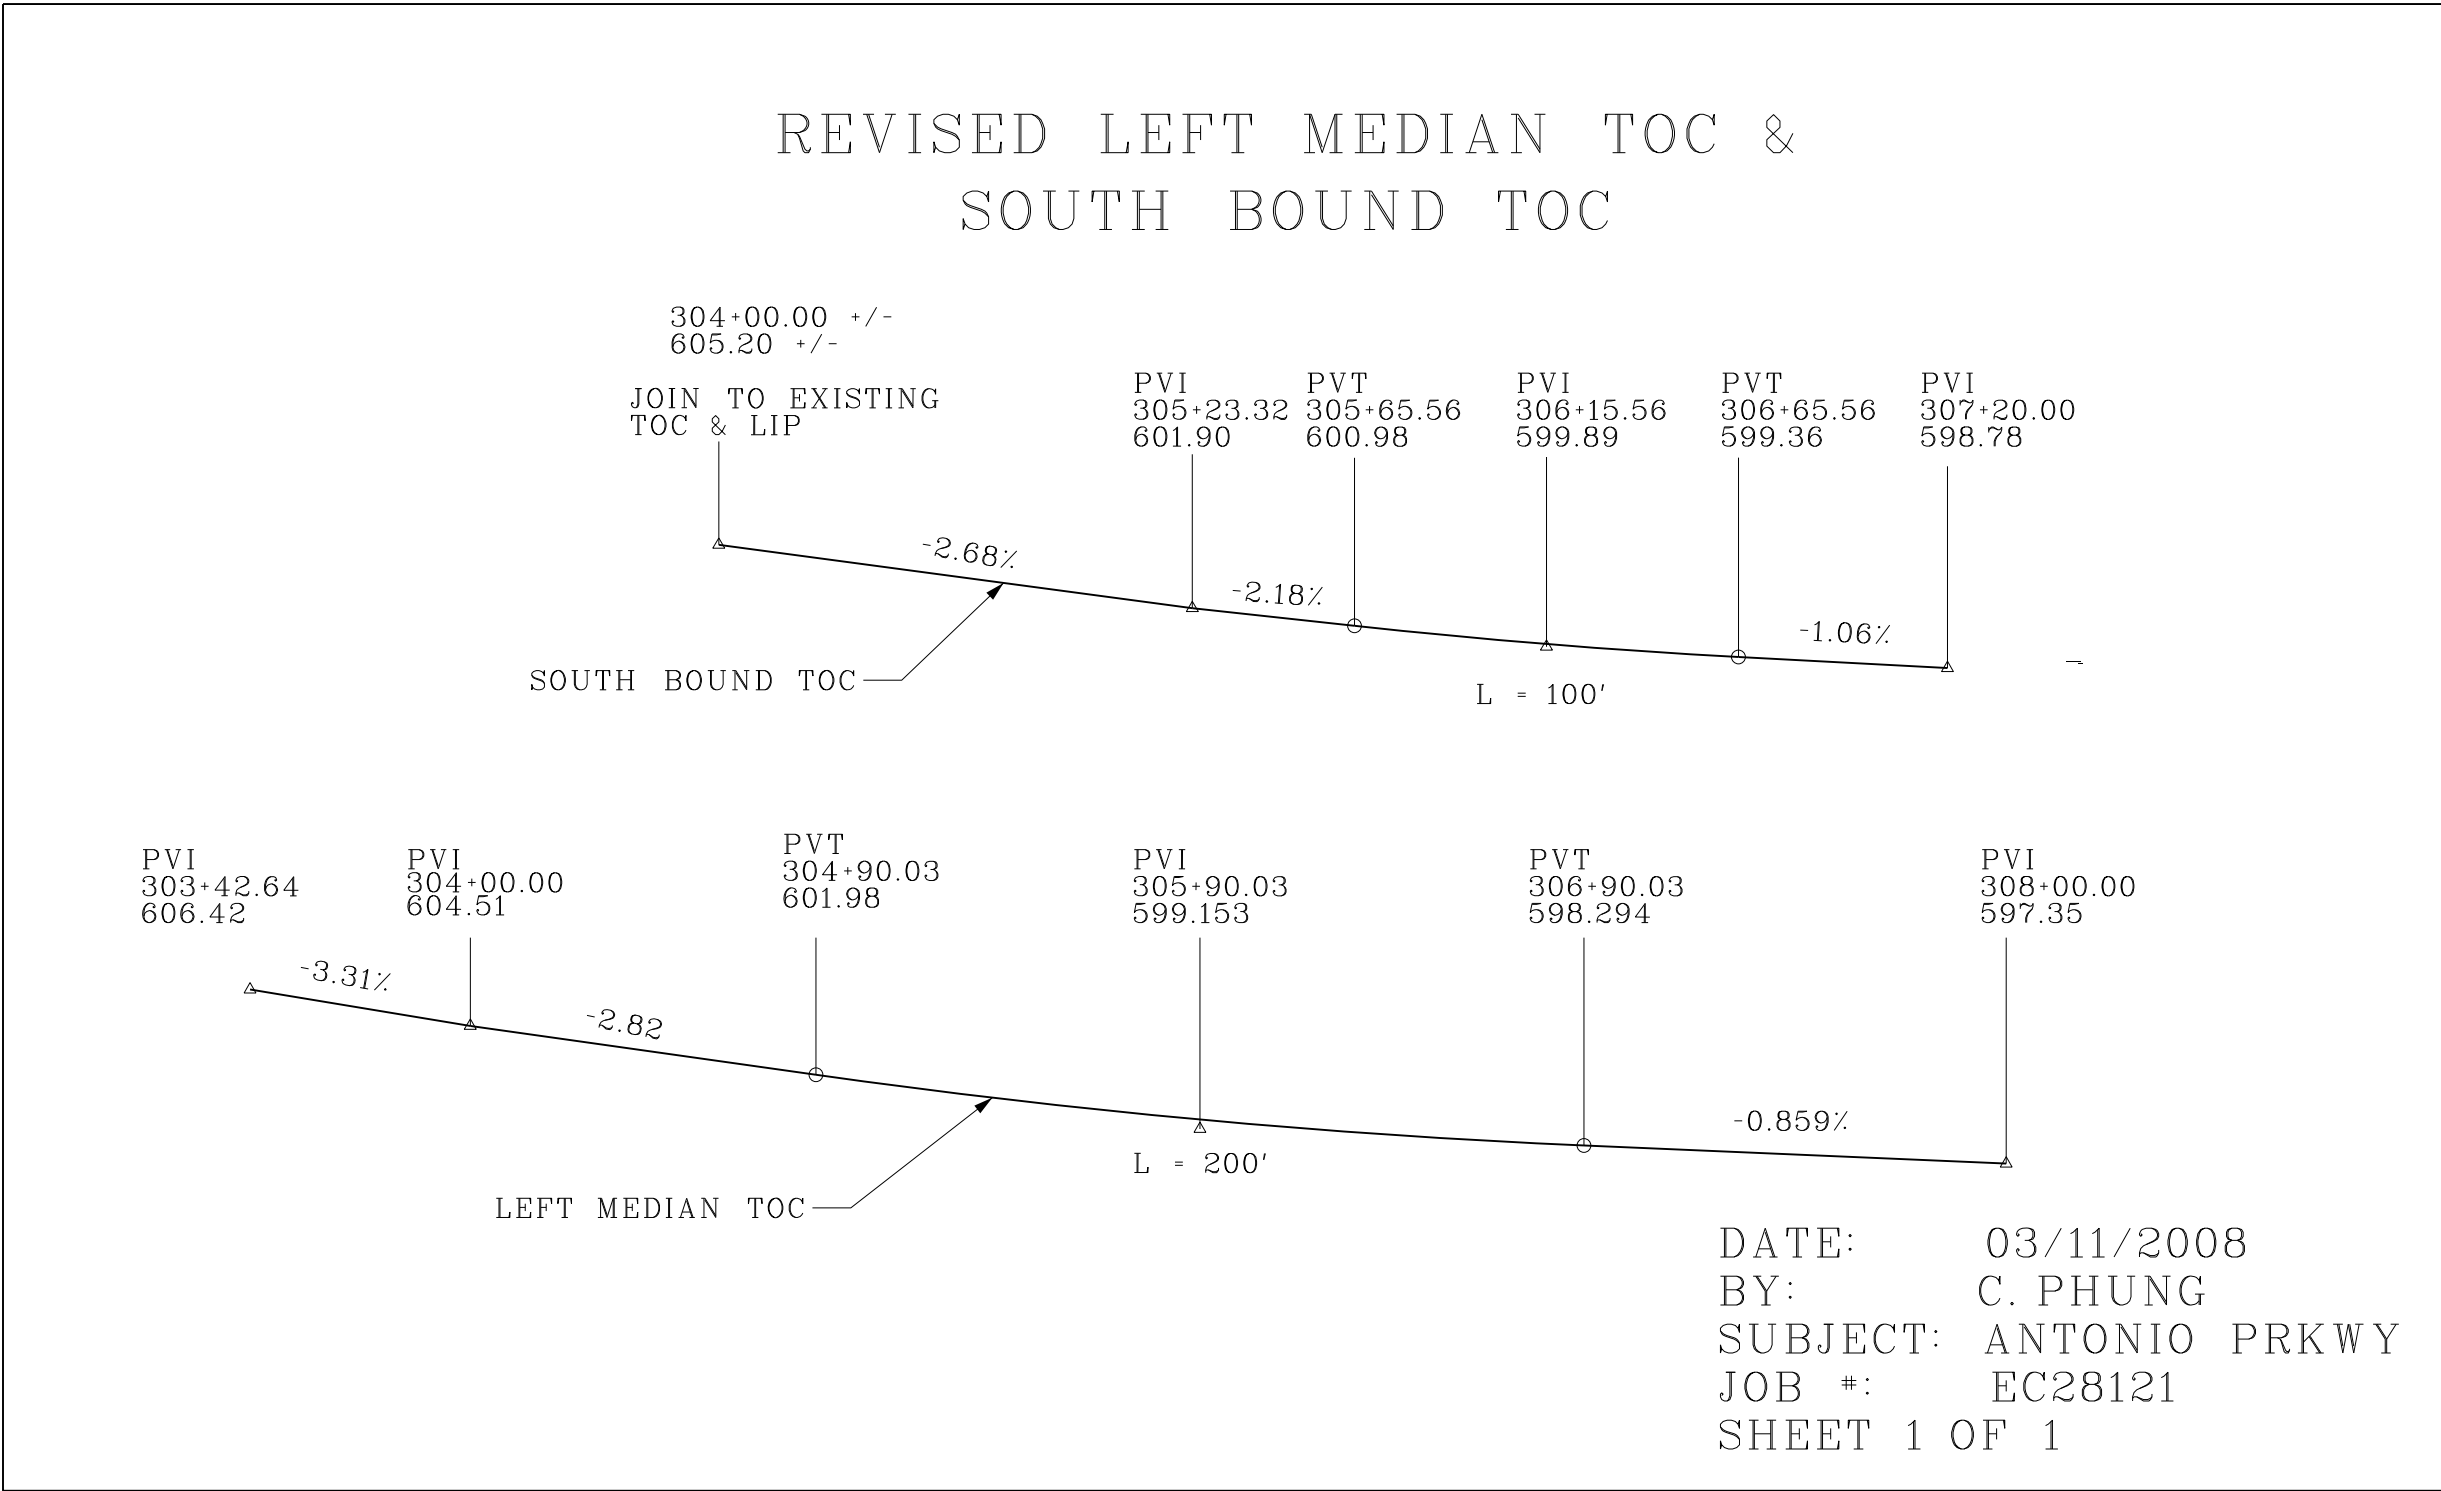 REVISED LEFT MEDIAN TOC &
SOUTH BOUND TOC
304+00.00 +/-
605.20 +/-
JOIN TO EXISTING
TOC & LIP
PVI
305+23.32
601.90
PVT
305+65.56
600.98
PVI
306+15.56
599.89
PVT
306+65.56
599.36
PVI
307+20.00
598.78
-2.68%
-2.18%
-1.06%
SOUTH BOUND TOC
L = 100'
PVI
303+42.64
606.42
PVI
304+00.00
604.51
PVT
304+90.03
601.98
PVI
305+90.03
599.153
PVT
306+90.03
598.294
PVI
308+00.00
597.35
-3.31%
-2.82
-0.859%
L = 200'
LEFT MEDIAN TOC
DATE: 03/11/2008
BY: C. PHUNG
SUBJECT: ANTONIO PRKWY
JOB #: EC28121
SHEET 1 OF 1